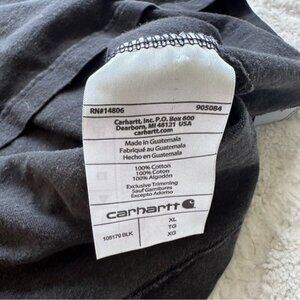 RN#14806 905084
Carhartt, Inc. P.O. Box 600
Dearborn, MI 48121 USA
carhartt.com
Made in Guatemala
Fabriqué au Guatemala
Hecho en Guatemala
100% Cotton
100% Coton
100% Algodón
Exclusive Trimming
Sauf Garnitures
Excepto Adorno
carhartt
105179 BLK
XL
TG
XG